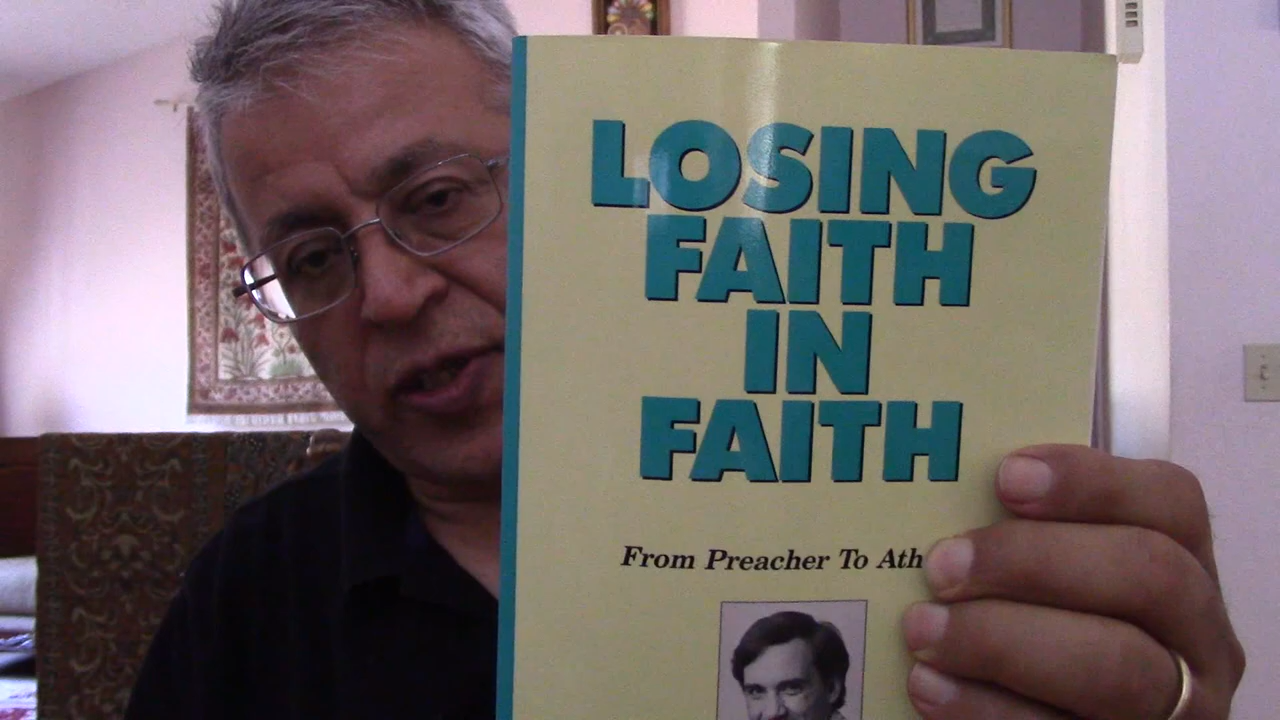 LOSING
FAITH
IN
FAITH
From Preacher To Ath